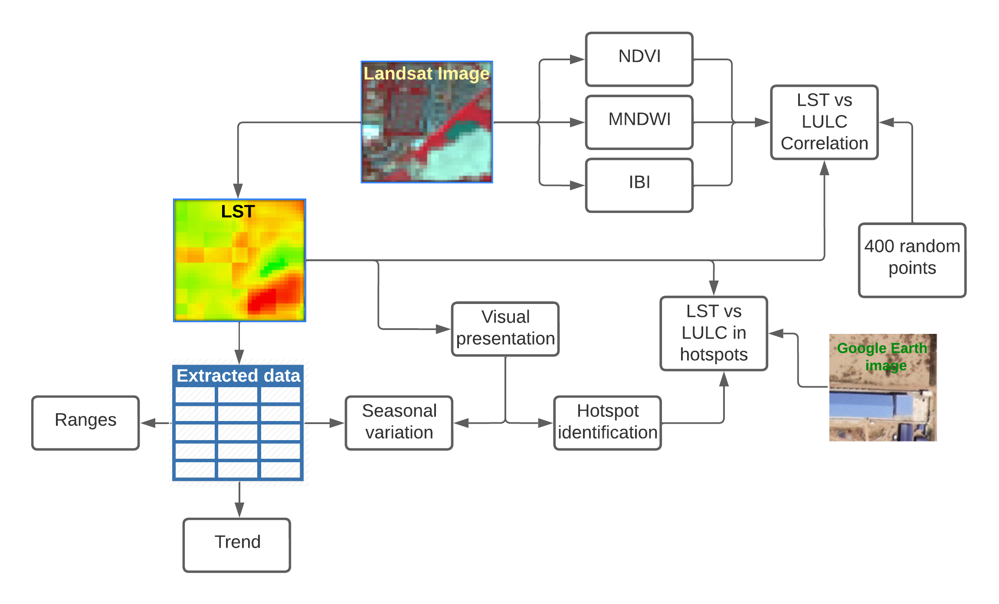 NDVI
Landsat Image
MNDWI
IBI
LST vs
LULC
Correlation
LST
400 random
points
Visual
presentation
LST vs
LULC in
hotspots
Google Earth
image
Extracted data
Ranges
Seasonal
variation
Hotspot
identification
Trend